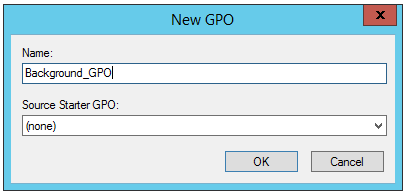 New GPO
x
Name:
Background_GPO
Source Starter GPO:
(none)
OK
Cancel